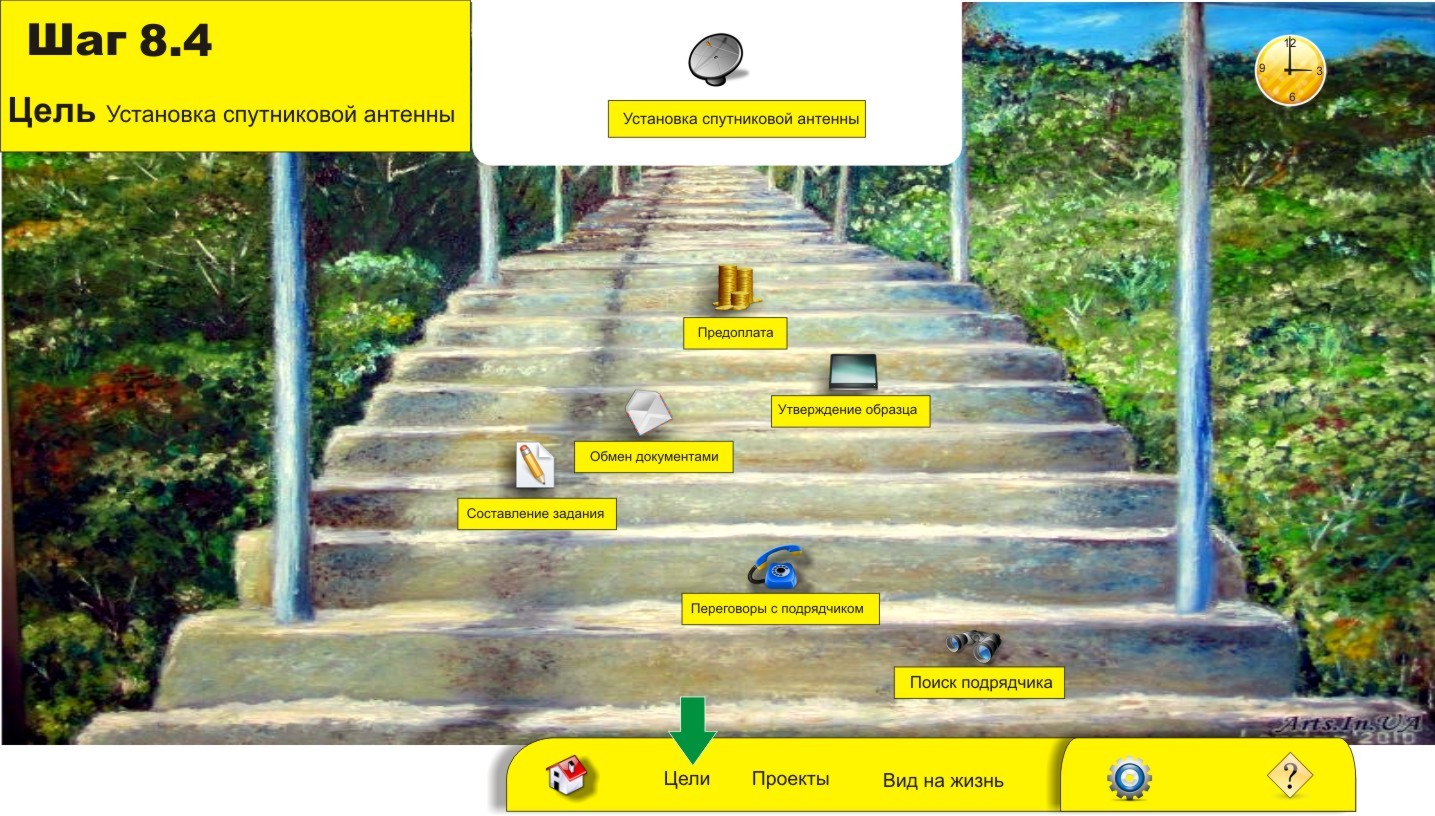 Шаг 8.4
Цель Установка спутниковой антенны
Установка спутниковой антенны
12
9
3
6
Предоплата
Утверждение образца
Обмен документами
Составление задания
Переговоры с подрядчиком
Поиск подрядчика
Arts.In.UA
2010
Цели Проекты Вид на жизнь
?